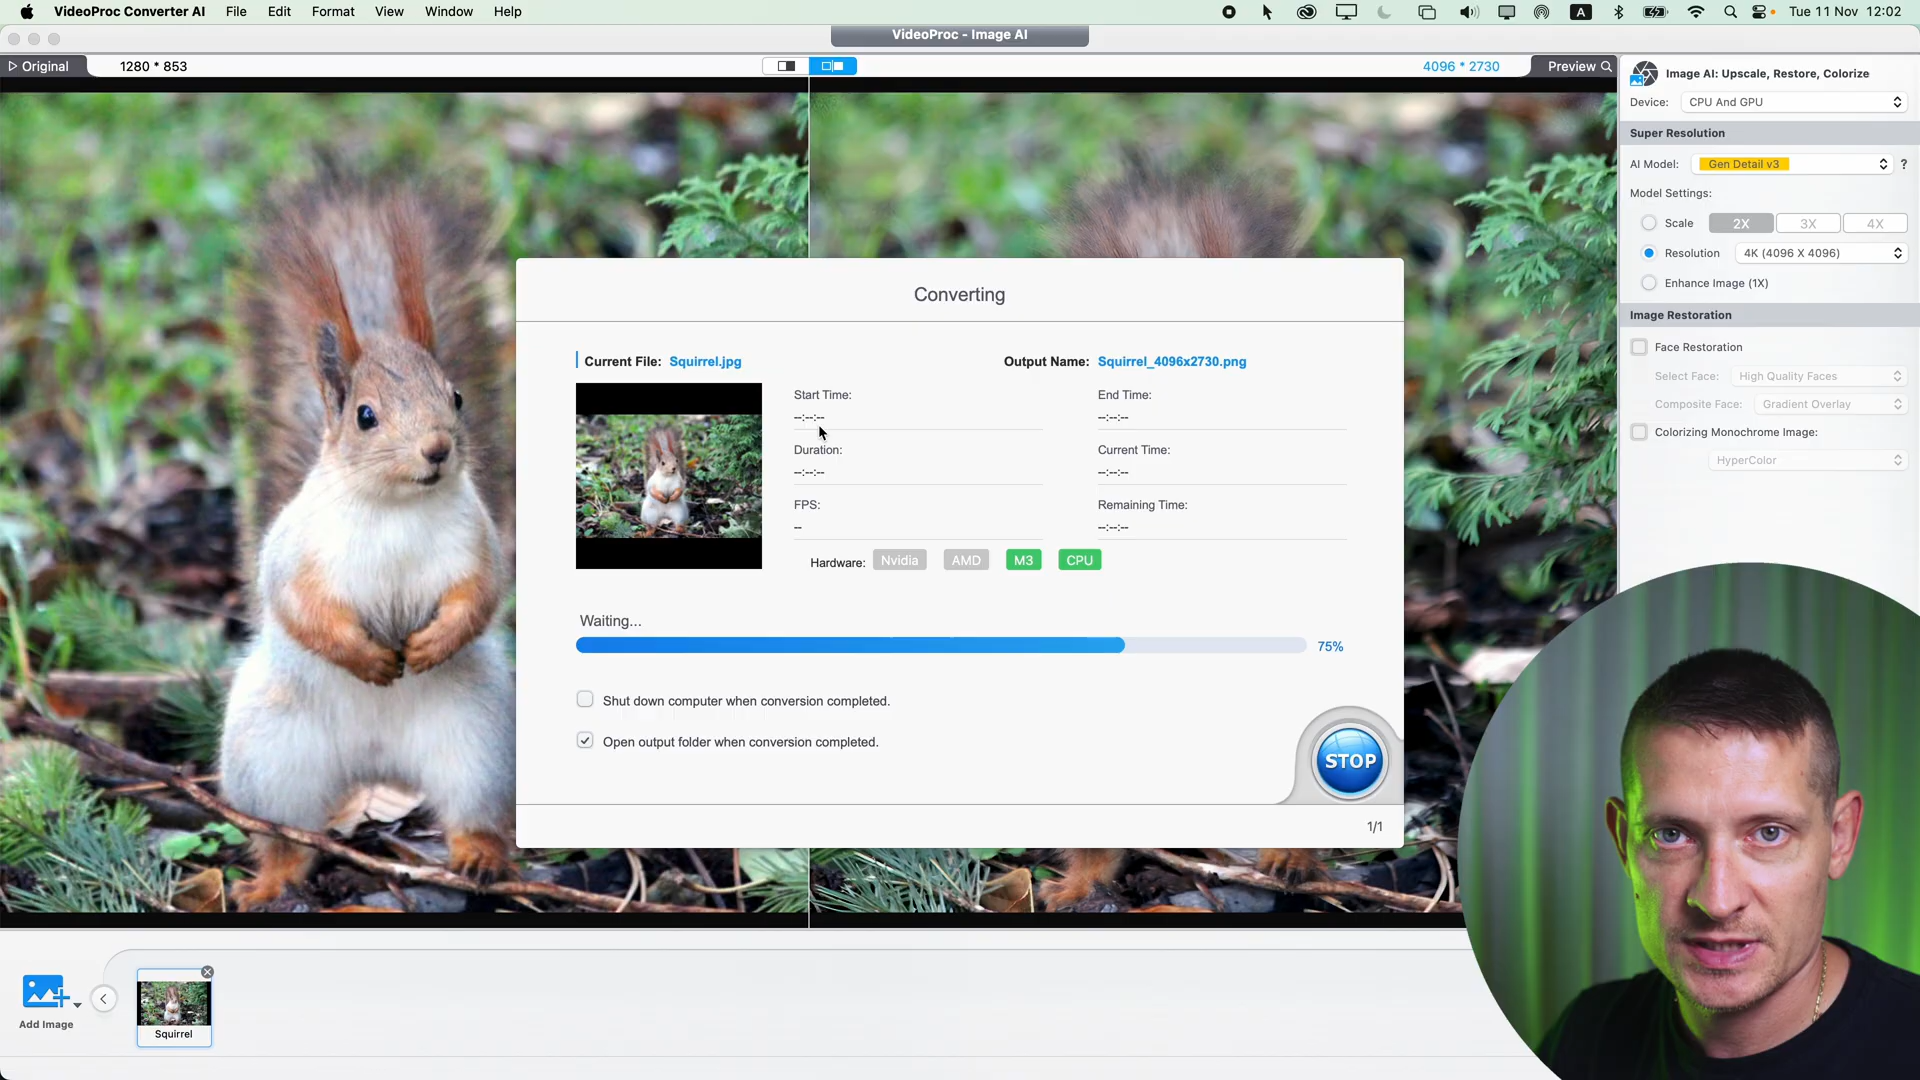 VideoProc Converter AI File Edit Format View Window Help A Tue 11 Nov 12:02
VideoProc - Image AI
Original 1280 * 853 4096 * 2730 Preview
Image AI: Upscale, Restore, Colorize
Device: CPU And GPU
Super Resolution
AI Model: Gen Detail v3 ?
Model Settings:
Scale 2X 3X 4X
Resolution 4K (4096 X 4096)
Enhance Image (1X)
Image Restoration
Face Restoration
Select Face: High Quality Faces
Composite Face: Gradient Overlay
Colorizing Monochrome Image:
HyperColor
Converting
Current File: Squirrel.jpg Output Name: Squirrel_4096x2730.png
Start Time: End Time:
--:--:-- --:--:--
Duration: Current Time:
--:--:-- --:--:--
FPS: Remaining Time:
-- --:--:--
Hardware: Nvidia AMD M3 CPU
Waiting...
75%
Shut down computer when conversion completed.
Open output folder when conversion completed.
STOP
1/1
Add Image
Squirrel